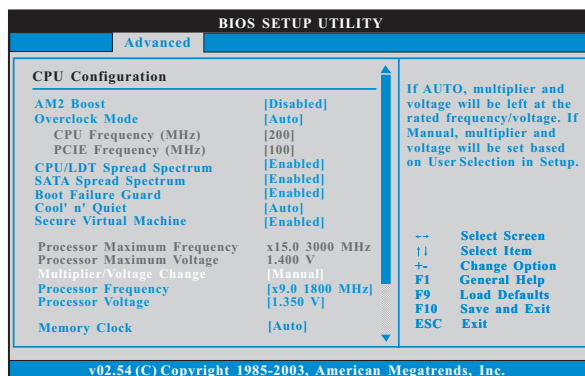 BIOS SETUP UTILITY
Advanced
CPU Configuration
AM2 Boost [Disabled]
Overclock Mode [Auto]
CPU Frequency (MHz) [200]
PCIE Frequency (MHz) [100]
CPU/LDT Spread Spectrum [Enabled]
SATA Spread Spectrum [Enabled]
Boot Failure Guard [Enabled]
Cool' n' Quiet [Auto]
Secure Virtual Machine [Enabled]
Processor Maximum Frequency x15.0 3000 MHz
Processor Maximum Voltage 1.400 V
Multiplier/Voltage Change [Manual]
Processor Frequency [x9.0 1800 MHz]
Processor Voltage [1.350 V]
Memory Clock [Auto]
If AUTO, multiplier and
voltage will be left at the
rated frequency/voltage. If
Manual, multiplier and
voltage will be set based
on User Selection in Setup.
←→ Select Screen
↑↓ Select Item
+- Change Option
F1 General Help
F9 Load Defaults
F10 Save and Exit
ESC Exit
v02.54 (C) Copyright 1985-2003, American Megatrends, Inc.